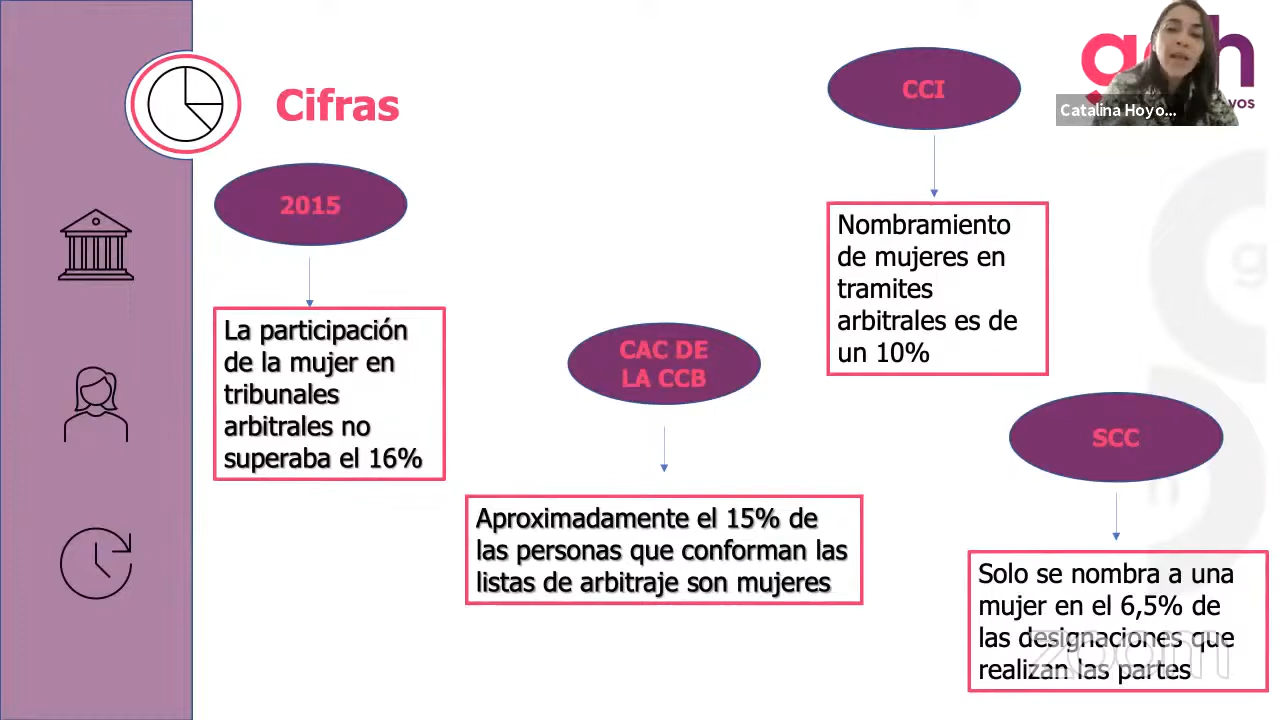 Cifras
2015
La participación
de la mujer en
tribunales
arbitrales no
superaba el 16%
CAC DE
LA CCB
Aproximadamente el 15% de
las personas que conforman las
listas de arbitraje son mujeres
CCI
Nombramiento
de mujeres en
tramites
arbitrales es de
un 10%
SCC
Solo se nombra a una
mujer en el 6,5% de
las designaciones que
realizan las partes
Catalina Hoyo...
zoom